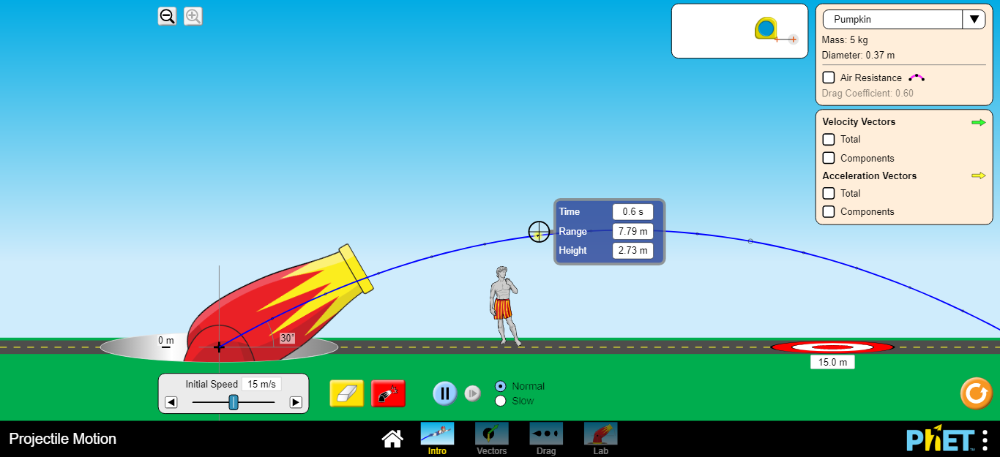 Pumpkin
Mass: 5 kg
Diameter: 0.37 m
Air Resistance
Drag Coefficient: 0.60
Velocity Vectors
Total
Components
Acceleration Vectors
Total
Components
Time 0.6 s
Range 7.79 m
Height 2.73 m
0 m
30°
15.0 m
Initial Speed 15 m/s
Normal
Slow
Projectile Motion
Intro
Vectors
Drag
Lab
PhET